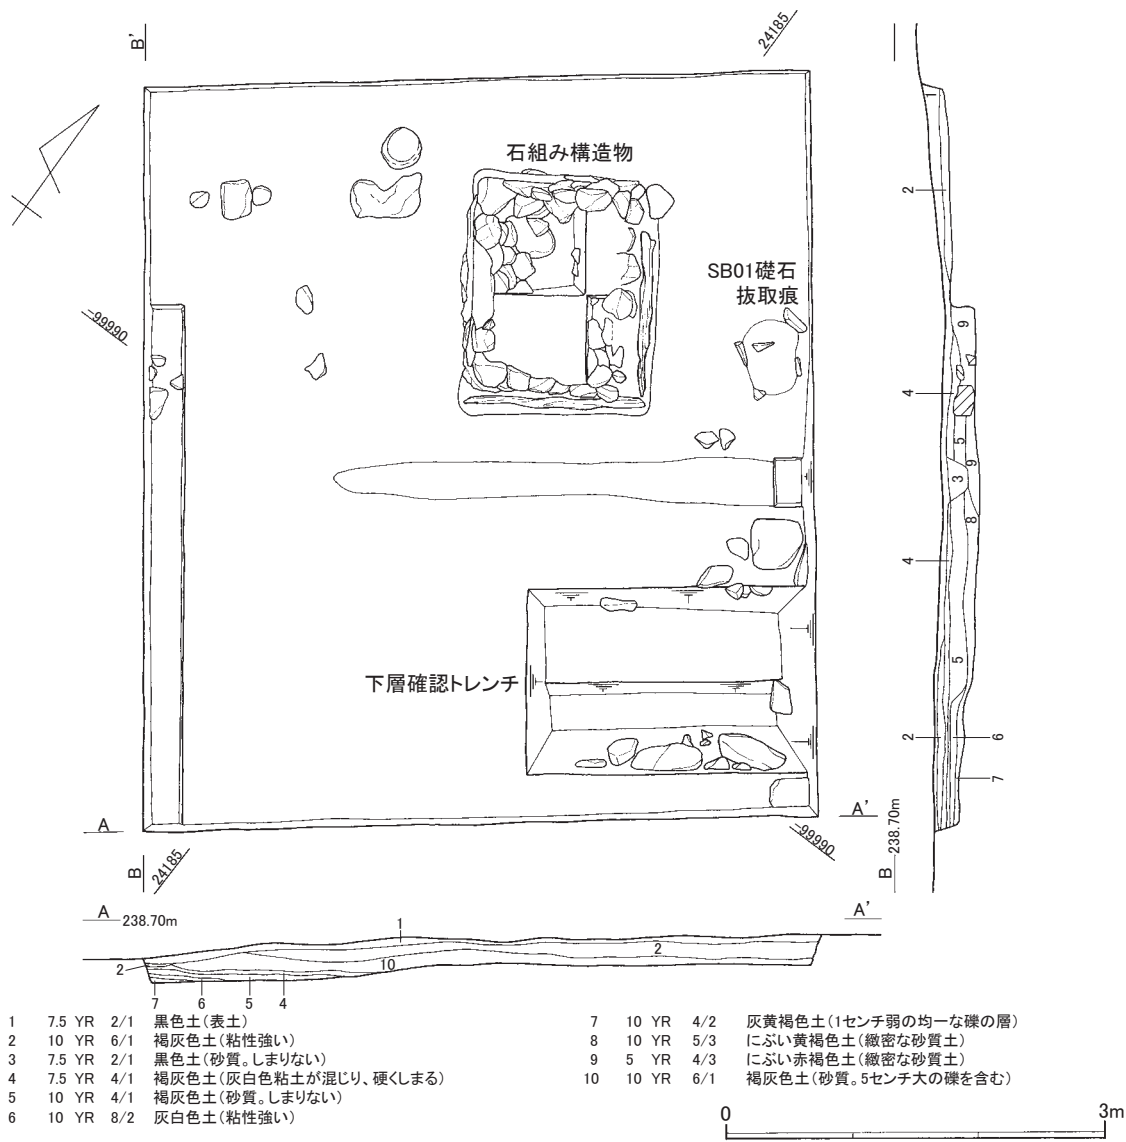 B'
24185
石組み構造物
2
SB01礎石
抜取痕
-99990
9
4
5
9
3
8
4
下層確認トレンチ
5
2
6
7
A
A'
-99990
238.70m
B
24185
B
A
238.70m
A'
1
2
2
10
7
6
5
4
1 7.5 YR 2/1 黒色土(表土)
2 10 YR 6/1 褐灰色土(粘性強い)
3 7.5 YR 2/1 黒色土(砂質。しまりない)
4 7.5 YR 4/1 褐灰色土(灰白色粘土が混じり、硬くしまる)
5 10 YR 4/1 褐灰色土(砂質。しまりない)
6 10 YR 8/2 灰白色土(粘性強い)
7 10 YR 4/2 灰黄褐色土(1センチ弱の均一な礫の層)
8 10 YR 5/3 にぶい黄褐色土(緻密な砂質土)
9 5 YR 4/3 にぶい赤褐色土(緻密な砂質土)
10 10 YR 6/1 褐灰色土(砂質。5センチ大の礫を含む)
0 3m